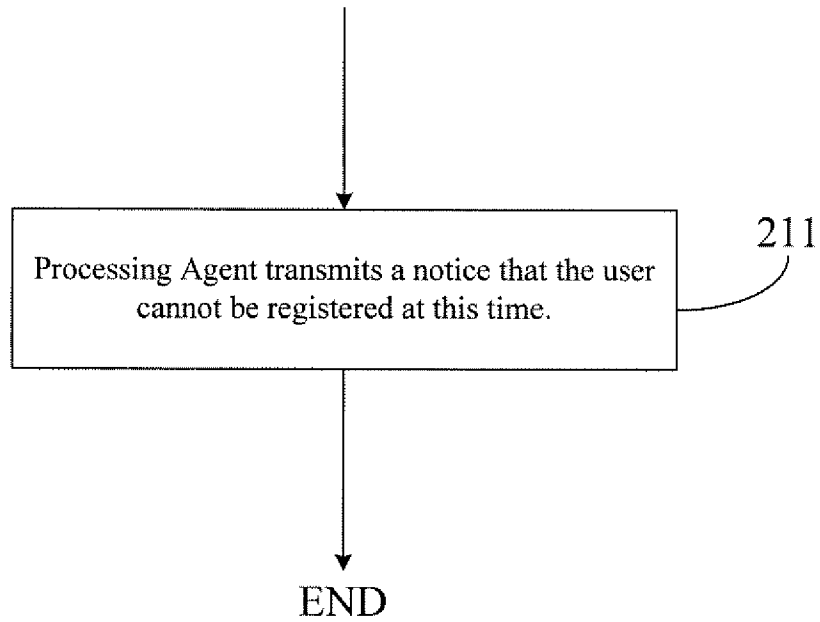 211
Processing Agent transmits a notice that the user
cannot be registered at this time.
END